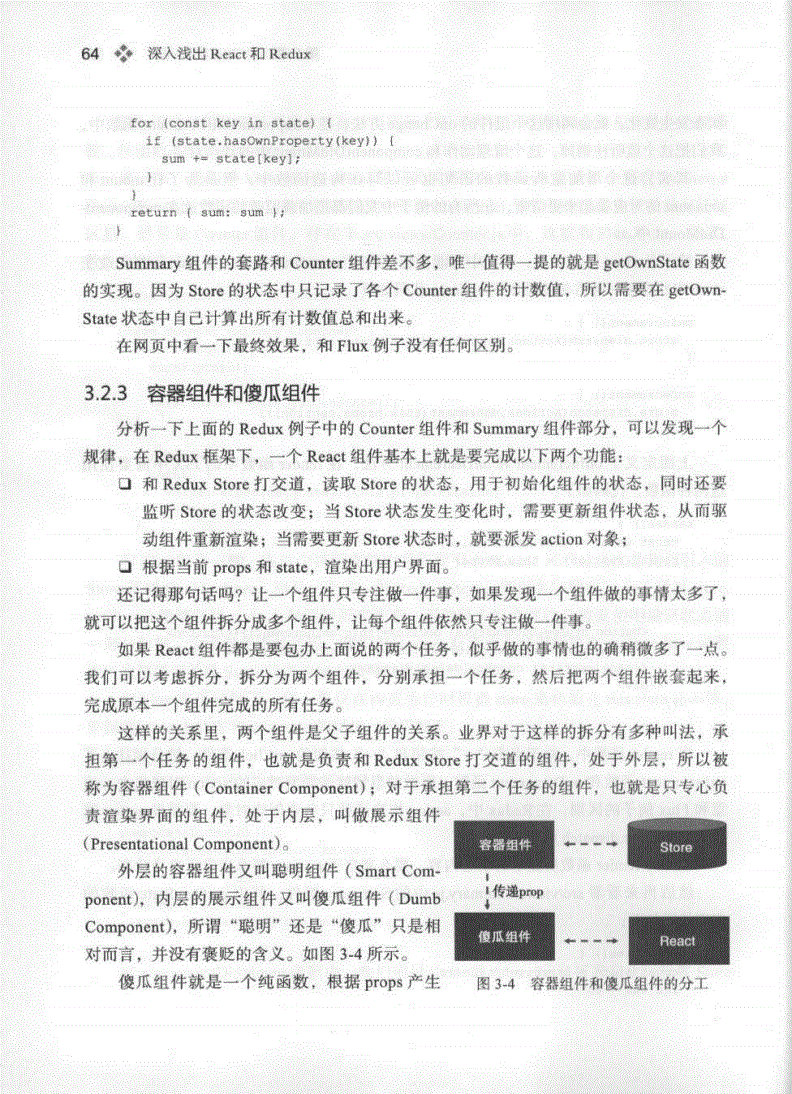 64 深入浅出 React 和 Redux
for (const key in state) {
if (state.hasOwnProperty(key)) {
sum += state[key];
}
}
return { sum: sum };
}
Summary 组件的套路和 Counter 组件差不多，唯一值得一提的就是 getOwnState 函数
的实现。因为 Store 的状态中只记录了各个 Counter 组件的计数值，所以需要在 getOwn-
State 状态中自己计算出所有计数值总和出来。
在网页中看一下最终效果，和 Flux 例子没有任何区别。
3.2.3 容器组件和傻瓜组件
分析一下上面的 Redux 例子中的 Counter 组件和 Summary 组件部分，可以发现一个
规律，在 Redux 框架下，一个 React 组件基本上就是要完成以下两个功能：
❑ 和 Redux Store 打交道，读取 Store 的状态，用于初始化组件的状态，同时还要
监听 Store 的状态改变；当 Store 状态发生变化时，需要更新组件状态，从而驱
动组件重新渲染；当需要更新 Store 状态时，就要派发 action 对象；
❑ 根据当前 props 和 state，渲染出用户界面。
还记得那句话吗？让一个组件只专注做一件事，如果发现一个组件做的事情太多了，
就可以把这个组件拆分成多个组件，让每个组件依然只专注做一件事。
如果 React 组件都是要包办上面说的两个任务，似乎做的事情也的确稍微多了一点。
我们可以考虑拆分，拆分为两个组件，分别承担一个任务，然后把两个组件嵌套起来，
完成原本一个组件完成的所有任务。
这样的关系里，两个组件是父子组件的关系。业界对于这样的拆分有多种叫法，承
担第一个任务的组件，也就是负责和 Redux Store 打交道的组件，处于外层，所以被
称为容器组件（Container Component）；对于承担第二个任务的组件，也就是只专心负
责渲染界面的组件，处于内层，叫做展示组件
（Presentational Component）。
外层的容器组件又叫聪明组件（Smart Com-
ponent），内层的展示组件又叫傻瓜组件（Dumb
Component），所谓“聪明”还是“傻瓜”只是相
对而言，并没有褒贬的含义。如图 3-4 所示。
傻瓜组件就是一个纯函数，根据 props 产生
容器组件
Store
传递prop
傻瓜组件
React
图 3-4 容器组件和傻瓜组件的分工